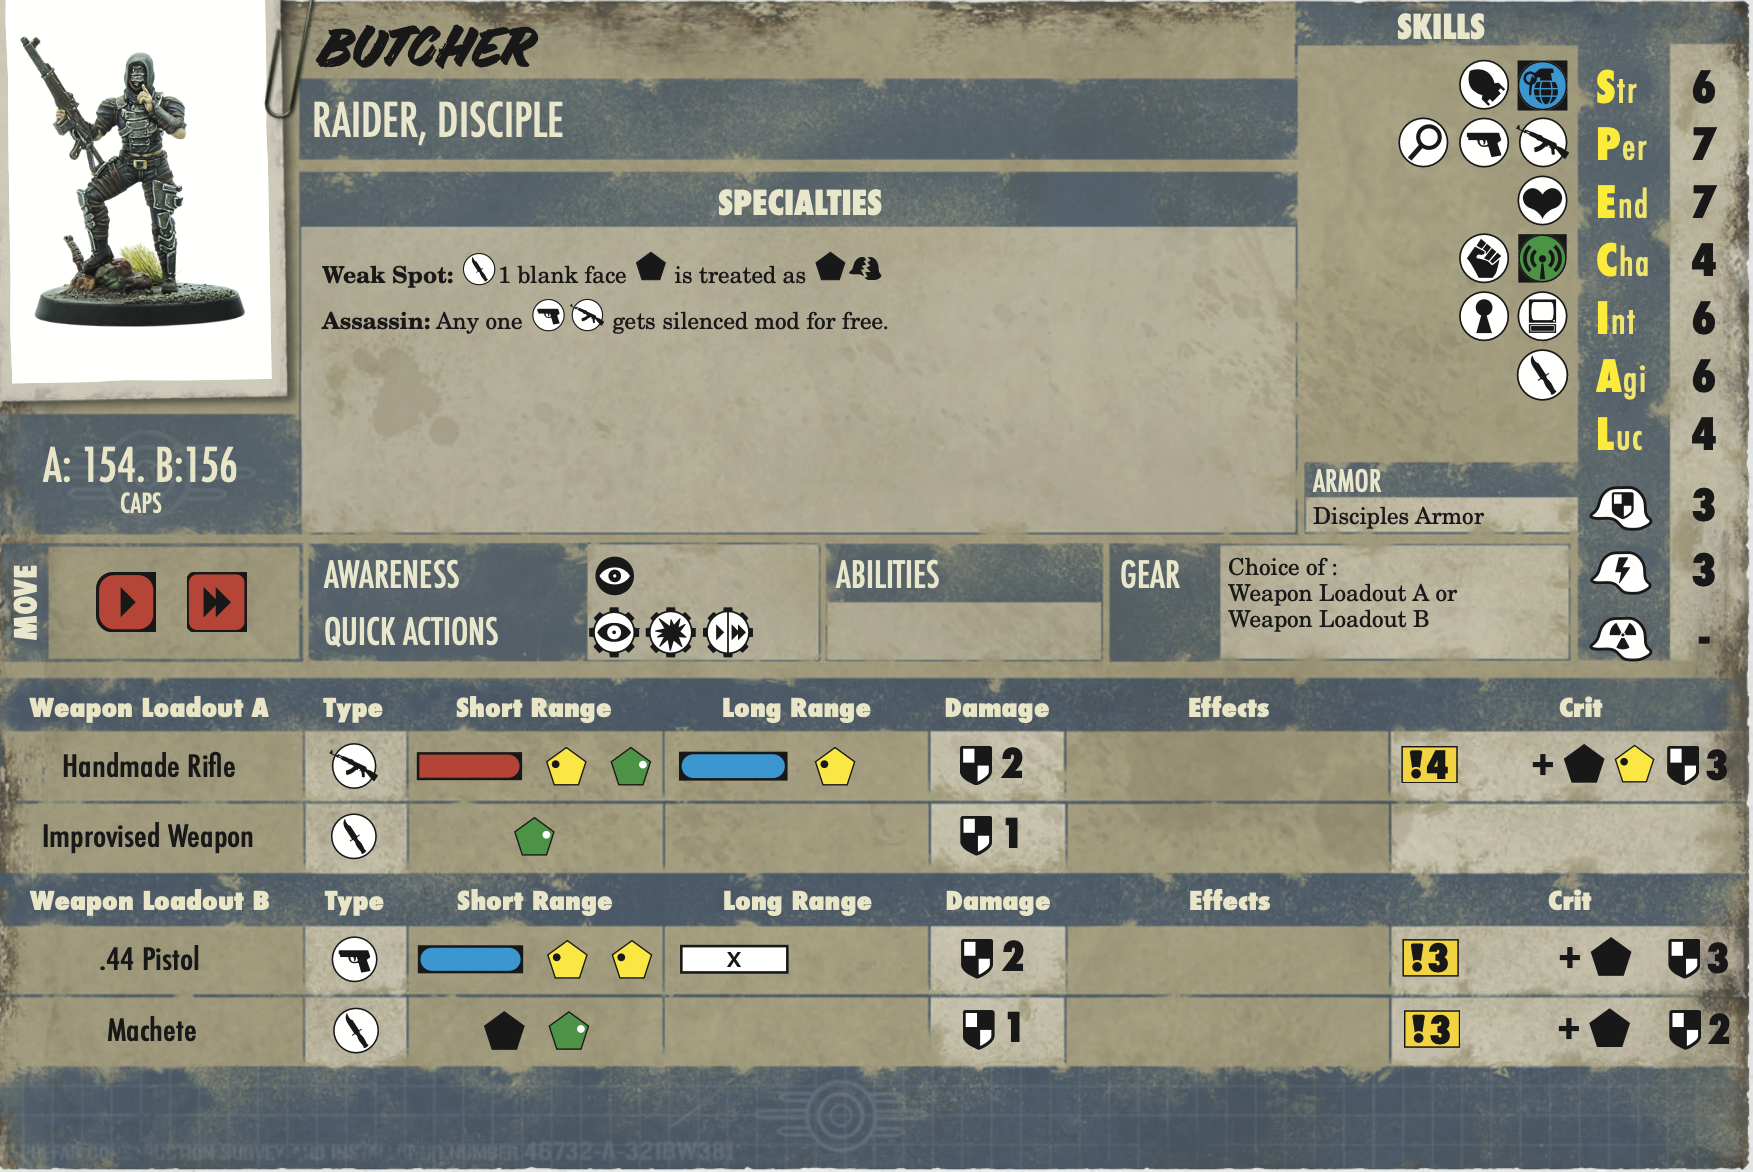 BUTCHER
RAIDER, DISCIPLE
SPECIALTIES
Weak Spot: 1 blank face is treated as
Assassin: Any one gets silenced mod for free.
A: 154. B:156
CAPS
SKILLS
Str 6
Per 7
End 7
Cha 4
Int 6
Agi 6
Luc 4
ARMOR
Disciples Armor
3
3
-
MOVE
AWARENESS
QUICK ACTIONS
ABILITIES
GEAR
Choice of :
Weapon Loadout A or
Weapon Loadout B
Weapon Loadout A Type Short Range Long Range Damage Effects Crit
Handmade Rifle 2 !4 + 3
Improvised Weapon 1
Weapon Loadout B Type Short Range Long Range Damage Effects Crit
.44 Pistol X 2 !3 + 3
Machete 1 !3 + 2
NUMBER 46732-A-321BW381